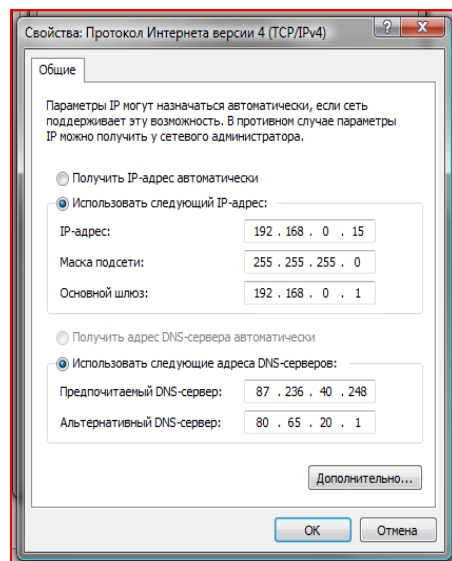 Свойства: Протокол Интернета версии 4 (TCP/IPv4)
Общие
Параметры IP могут назначаться автоматически, если сеть
поддерживает эту возможность. В противном случае параметры
IP можно получить у сетевого администратора.
Получить IP-адрес автоматически
Использовать следующий IP-адрес:
IP-адрес: 192 . 168 . 0 . 15
Маска подсети: 255 . 255 . 255 . 0
Основной шлюз: 192 . 168 . 0 . 1
Получить адрес DNS-сервера автоматически
Использовать следующие адреса DNS-серверов:
Предпочитаемый DNS-сервер: 87 . 236 . 40 . 248
Альтернативный DNS-сервер: 80 . 65 . 20 . 1
Дополнительно...
ОК Отмена